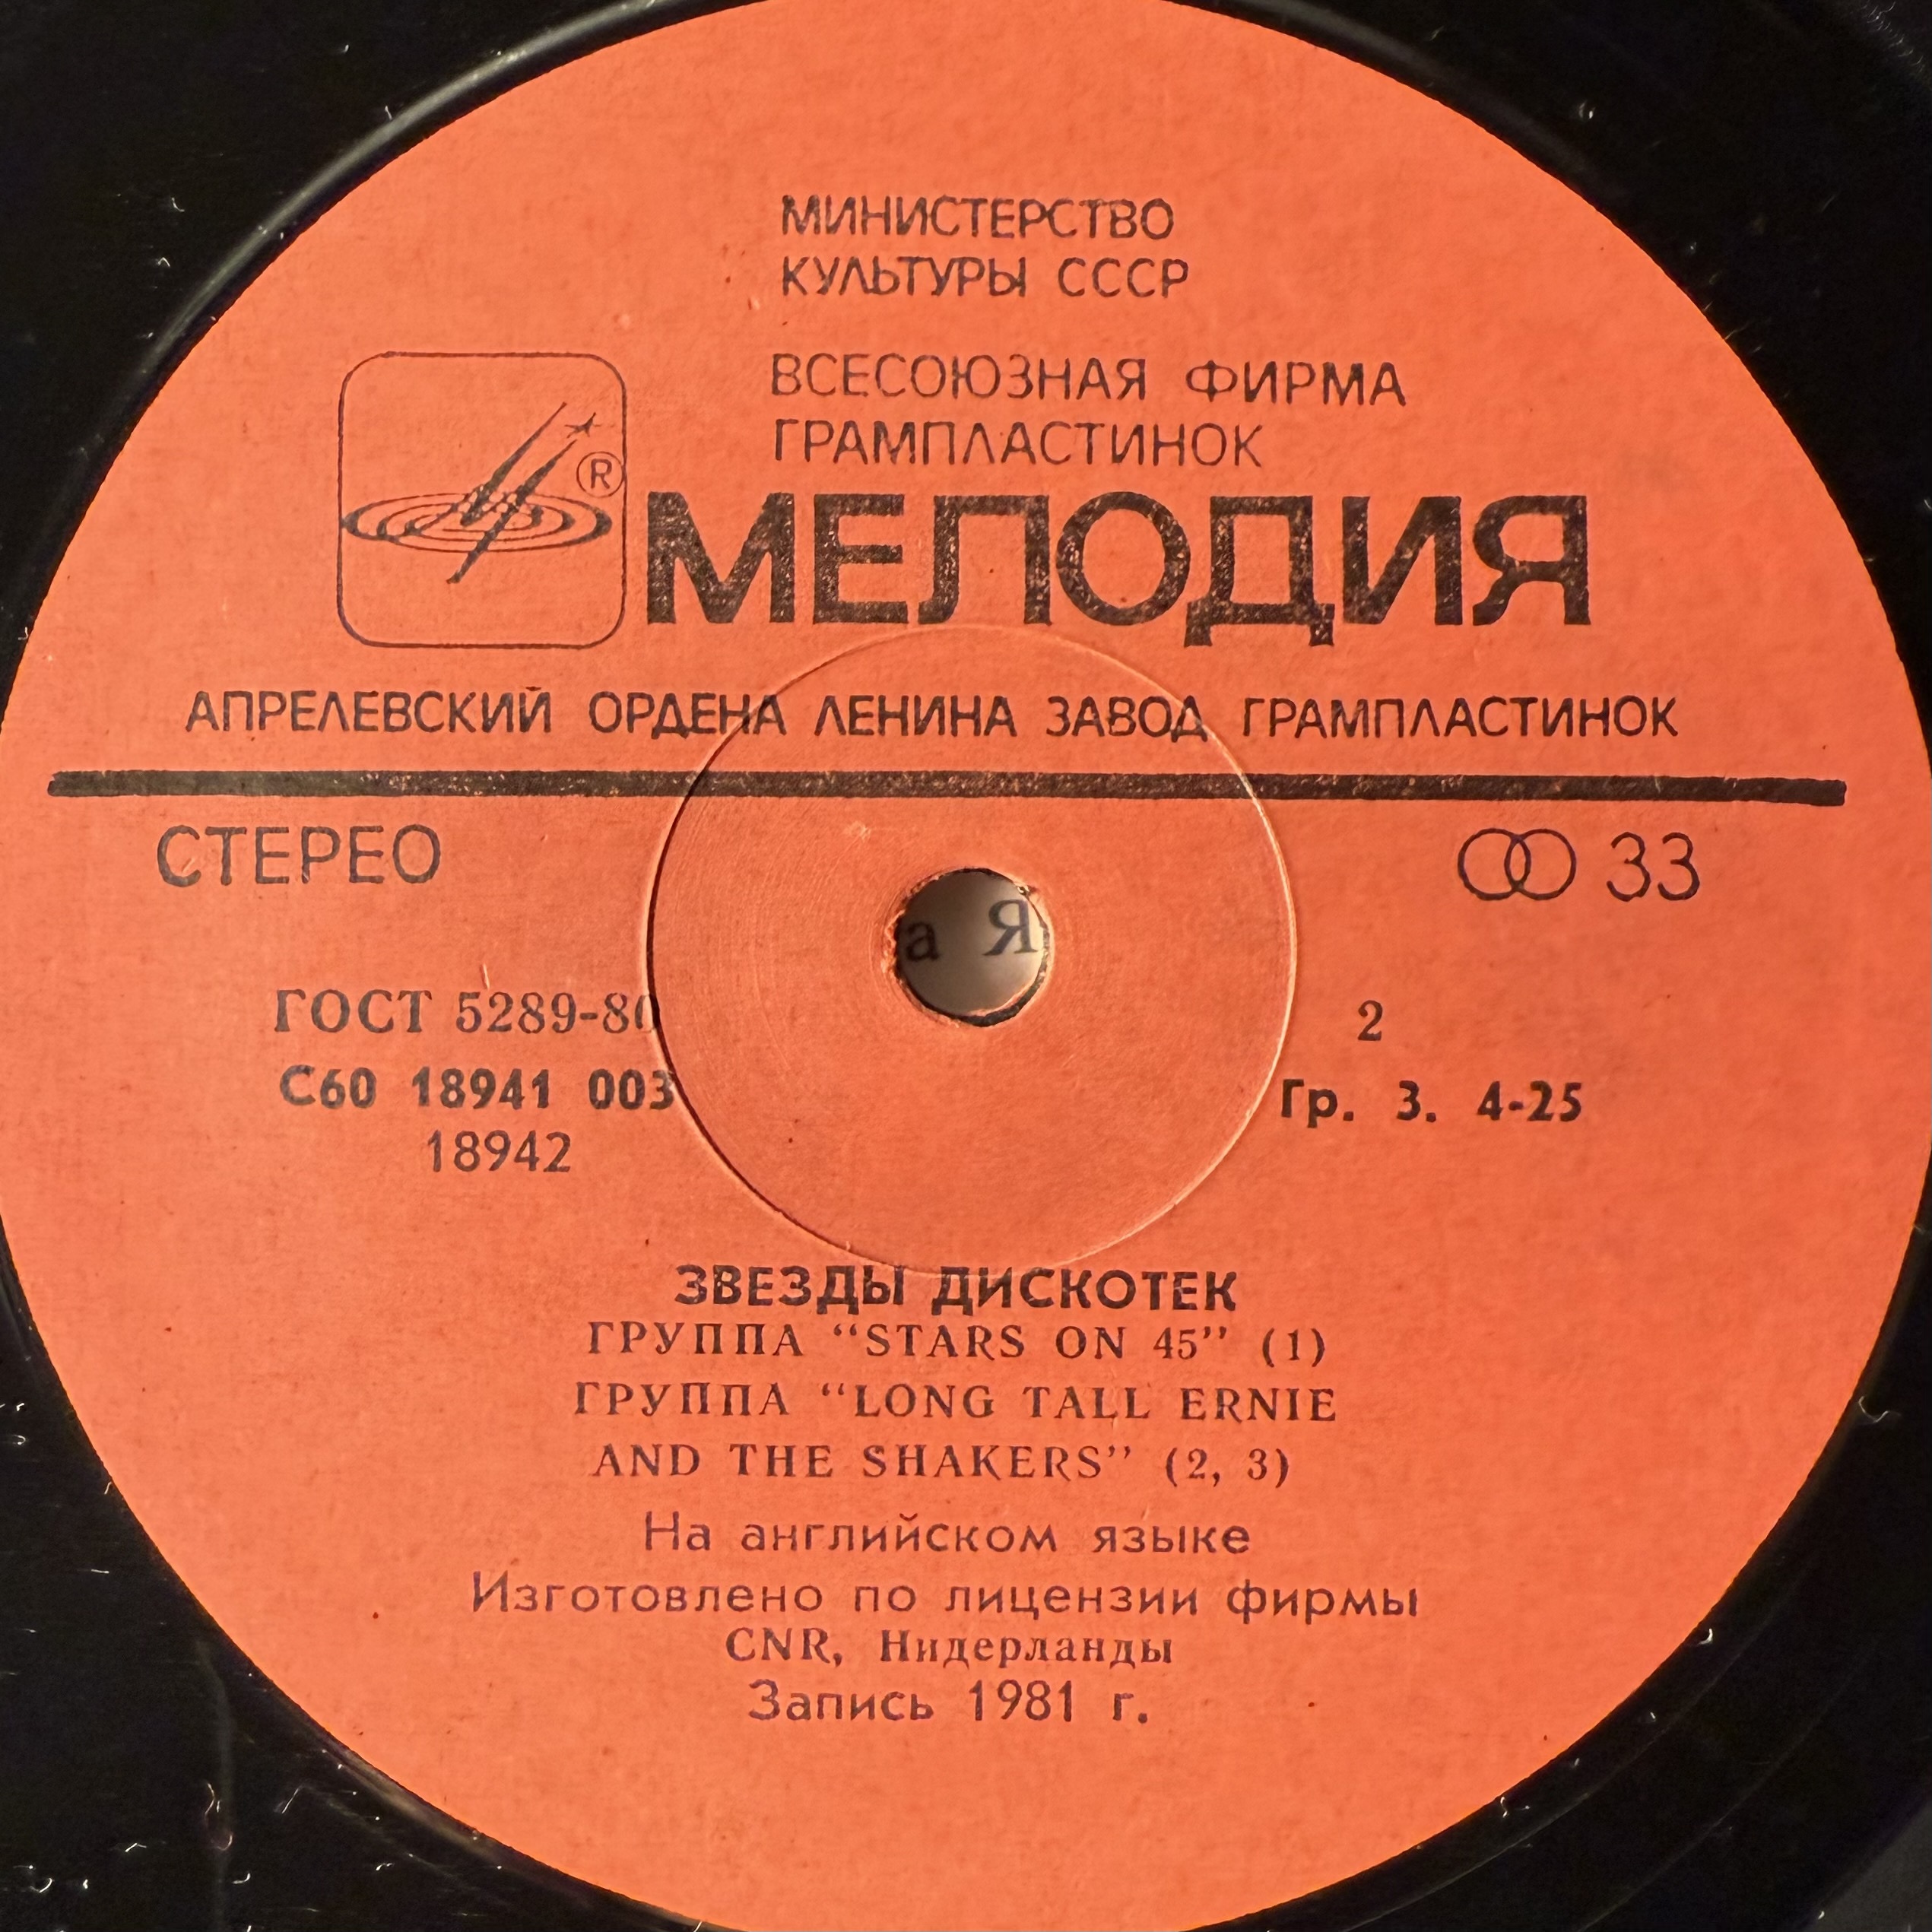 МИНИСТЕРСТВО
КУЛЬТУРЫ СССР
ВСЕСОЮЗНАЯ ФИРМА
ГРАМПЛАСТИНОК
®
МЕЛОДИЯ
АПРЕЛЕВСКИЙ ОРДЕНА ЛЕНИНА ЗАВОД ГРАМПЛАСТИНОК
СТЕРЕО 33
а Я
ГОСТ 5289-80 2
С60 18941 003 Гр. 3. 4-25
18942
ЗВЕЗДЫ ДИСКОТЕК
ГРУППА “STARS ON 45” (1)
ГРУППА “LONG TALL ERNIE
AND THE SHAKERS” (2, 3)
На английском языке
Изготовлено по лицензии фирмы
CNR, Нидерланды
Запись 1981 г.